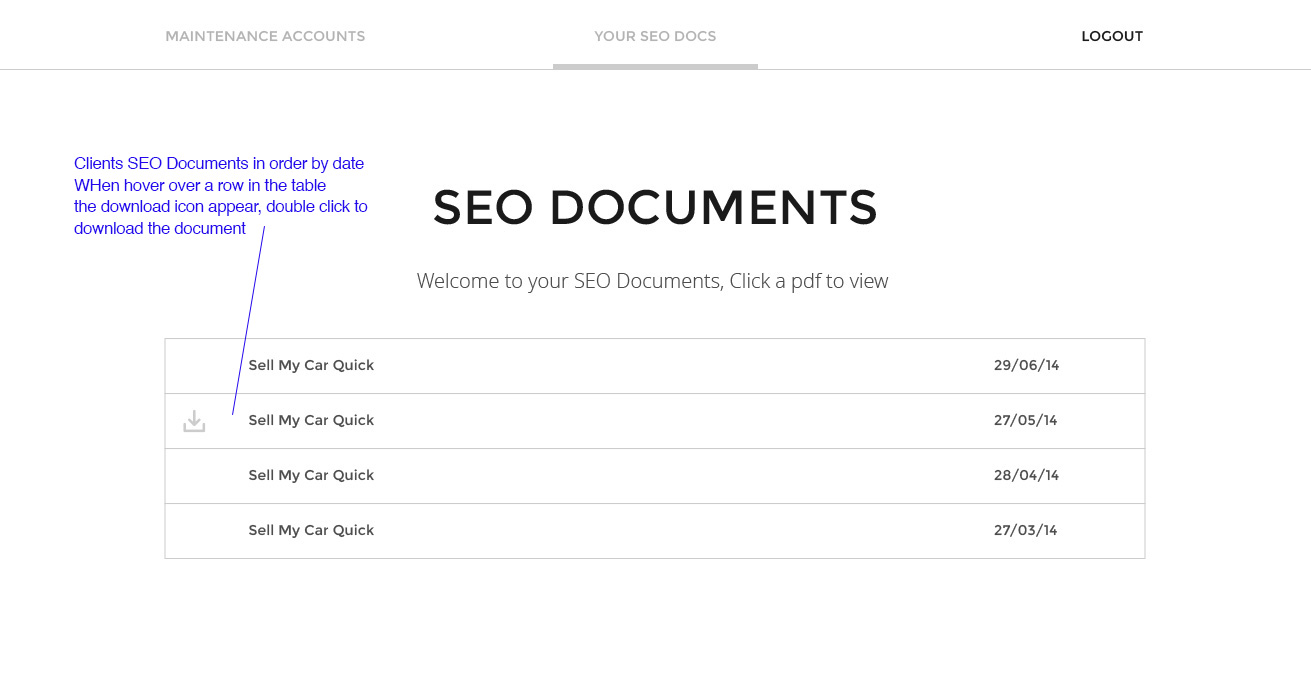 MAINTENANCE ACCOUNTS YOUR SEO DOCS LOGOUT
Clients SEO Documents in order by date
WHen hover over a row in the table
the download icon appear, double click to
download the document
SEO DOCUMENTS
Welcome to your SEO Documents, Click a pdf to view
Sell My Car Quick 29/06/14
Sell My Car Quick 27/05/14
Sell My Car Quick 28/04/14
Sell My Car Quick 27/03/14